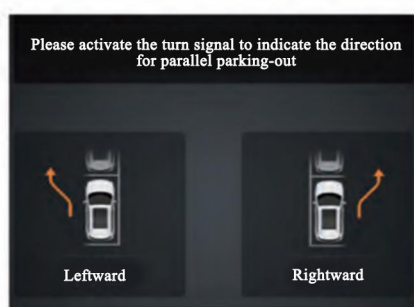 Please activate the turn signal to indicate the direction
for parallel parking-out
Leftward
Rightward